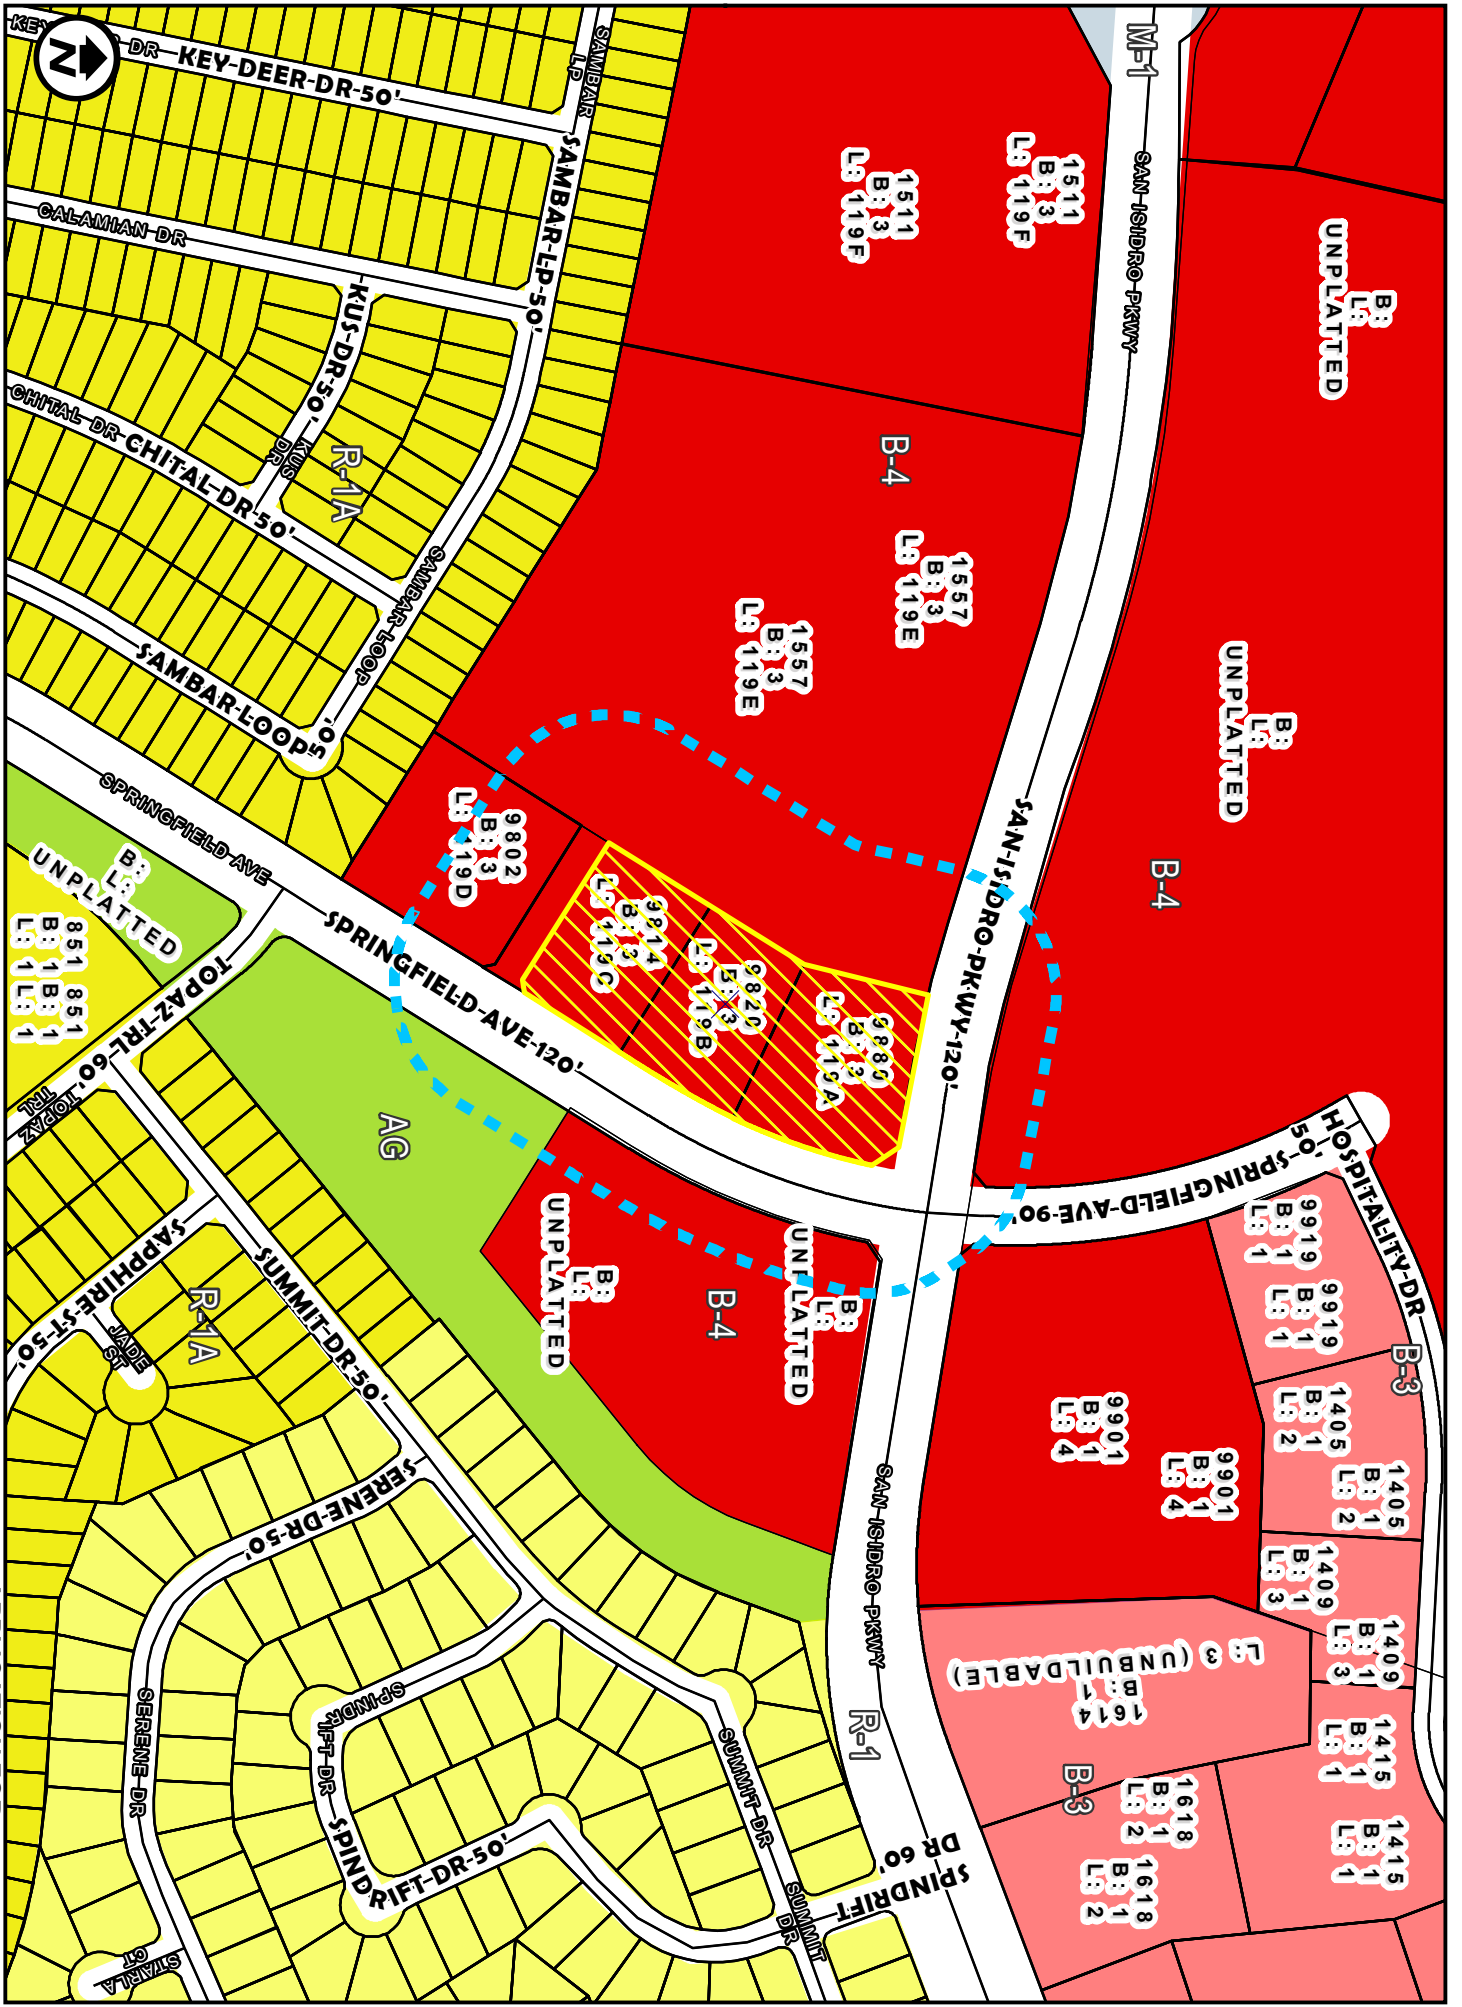 N
KEY DEER DR 50'
DR
SAMBAR
LP
SAMBAR LP 50'
CALAMIAN DR
KUS DR 50'
KUS
DR
CHITAL DR
CHITAL DR 50'
R-1A
SAMBAR LOOP
SAMBAR LOOP 50'
SPRINGFIELD AVE
SPRINGFIELD AVE 120'
M-1
SAN ISIDRO PKWY
SAN ISIDRO PKWY 120'
1511
B: 3
L: 119F
1511
B: 3
L: 119F
B:
L:
UNPLATTED
B-4
1557
B: 3
L: 119E
1557
B: 3
L: 119E
B:
L:
UNPLATTED
B-4
9802
B: 3
L: 119D
9814
B: 3
L: 119C
9820
B: 3
L: 119B
9880
B: 3
L: 119A
B:
L:
UNPLATTED
851
B: 1
L: 1
851
B: 1
L: 1
TOPAZ TRL 60'
TOPAZ
TRL
AG
SAPPHIRE ST 50'
JADE
ST
R-1A
SUMMIT DR 50'
B:
L:
UNPLATTED
B-4
B:
L:
UNPLATTED
SPRINGFIELD AVE 90'
50'
HOSPITALITY DR
9919
B: 1
L: 1
9919
B: 1
L: 1
B-3
1405
B: 1
L: 2
1405
B: 1
L: 2
9901
B: 1
L: 4
9901
B: 1
L: 4
1409
B: 1
L: 3
1409
B: 1
L: 3
SAN ISIDRO PKWY
1614
B: 1
L: 3 (UNBUILDABLE)
1415
B: 1
L: 1
1415
B: 1
L: 1
R-1
B-3
1618
B: 1
L: 2
1618
B: 1
L: 2
SERENE DR 50'
SERENE DR
SPINDRIFT DR
SPINDRIFT DR 50'
SUMMIT DR
SUMMIT
DR
SPINDRIFT
DR 60'
STARLA
CT